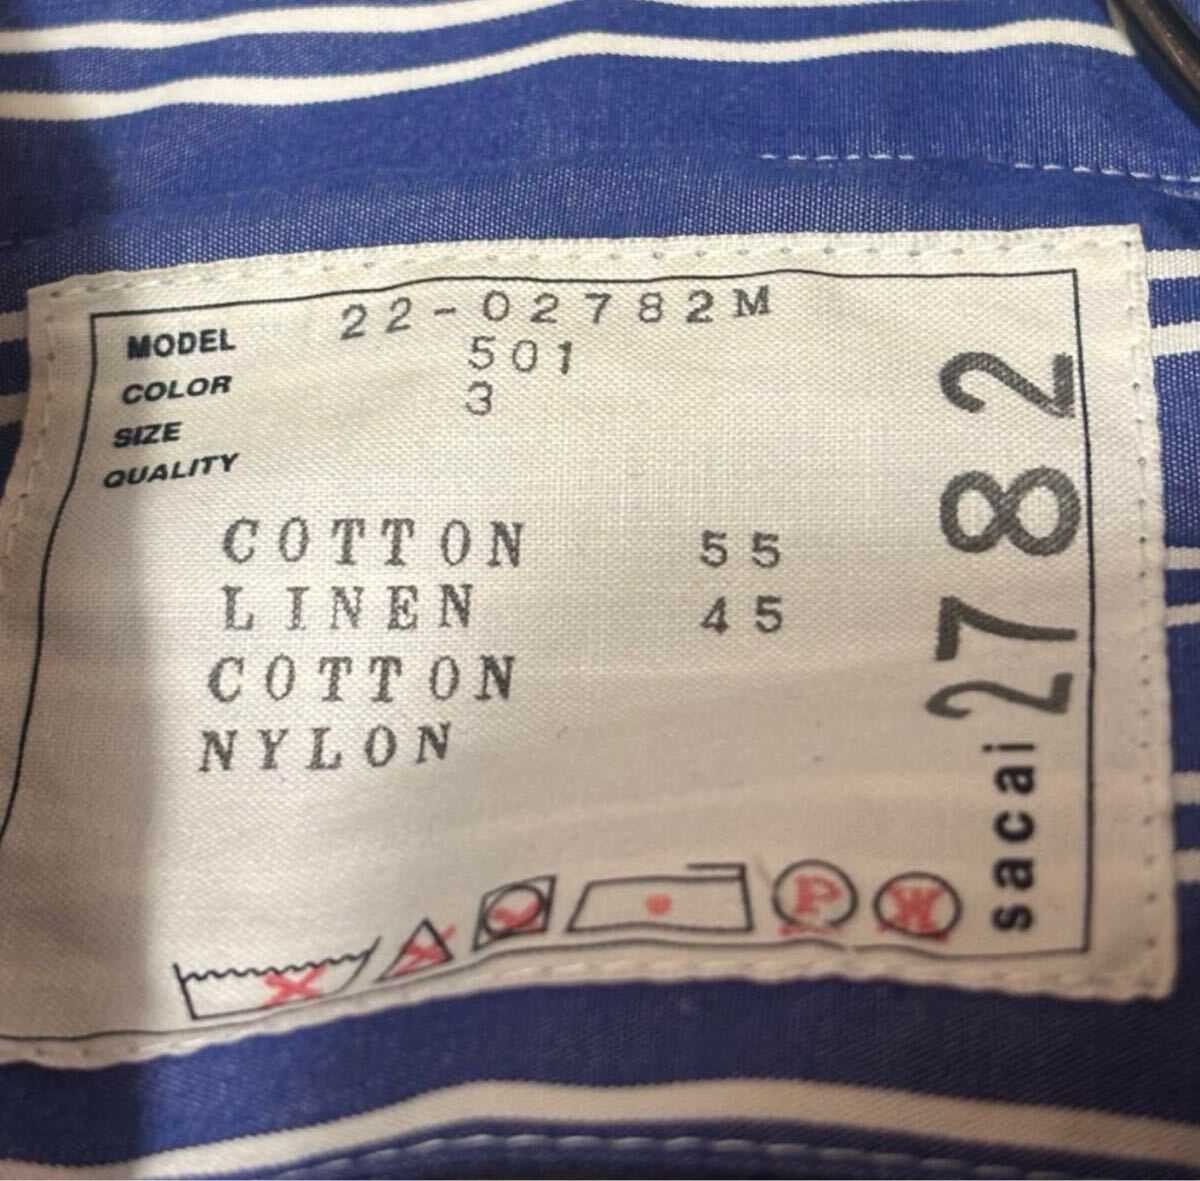 MODEL 22-02782M
COLOR 501
SIZE 3
QUALITY
COTTON 55
LINEN 45
COTTON
NYLON
P
W
sacai 2782